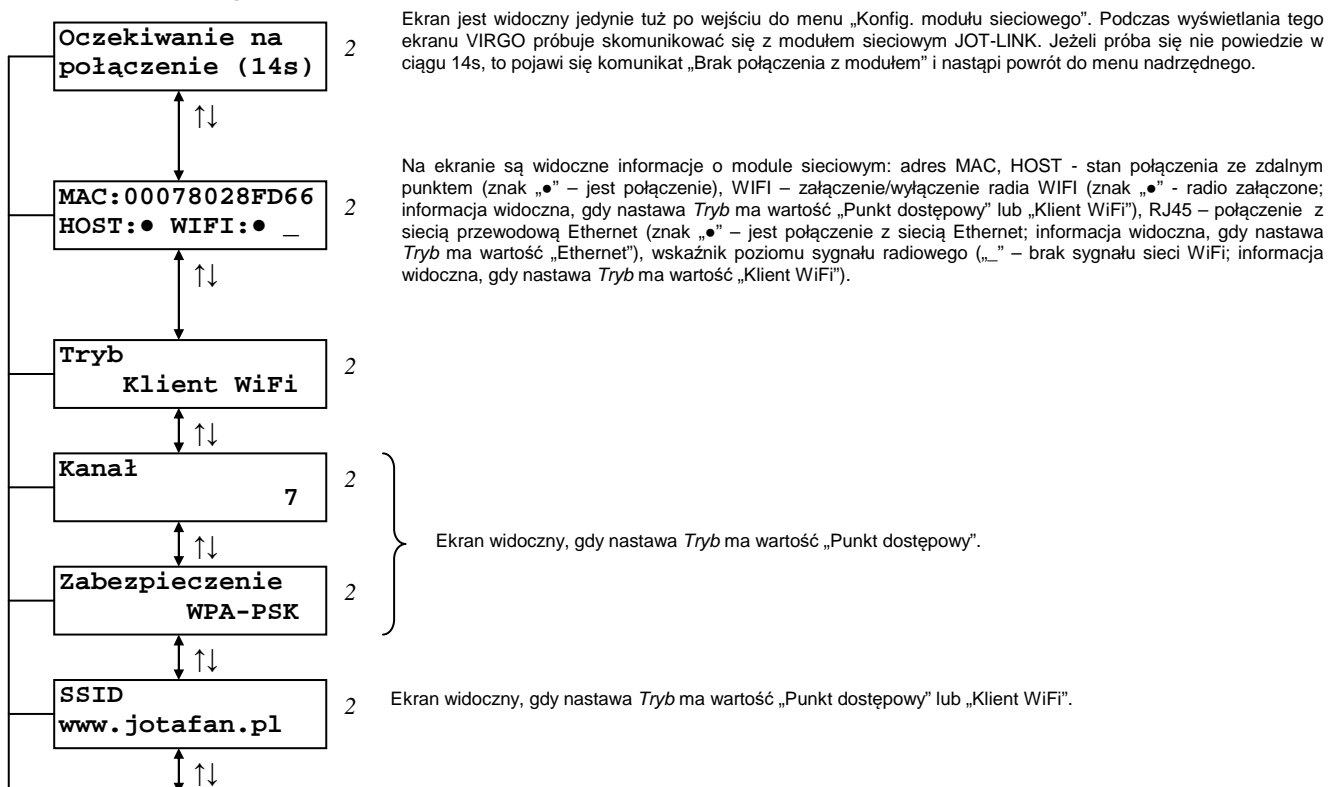 Oczekiwanie na
połączenie (14s)
2
Ekran jest widoczny jedynie tuż po wejściu do menu „Konfig. modułu sieciowego”. Podczas wyświetlania tego
ekranu VIRGO próbuje skomunikować się z modułem sieciowym JOT-LINK. Jeżeli próba się nie powiedzie w
ciągu 14s, to pojawi się komunikat „Brak połączenia z modułem” i nastąpi powrót do menu nadrzędnego.
↑↓
MAC:00078028FD66
HOST:● WIFI:● _
2
Na ekranie są widoczne informacje o module sieciowym: adres MAC, HOST - stan połączenia ze zdalnym
punktem (znak „●” – jest połączenie), WIFI – załączenie/wyłączenie radia WIFI (znak „●” - radio załączone;
informacja widoczna, gdy nastawa Tryb ma wartość „Punkt dostępowy” lub „Klient WiFi”), RJ45 – połączenie z
siecią przewodową Ethernet (znak „●” – jest połączenie z siecią Ethernet; informacja widoczna, gdy nastawa
Tryb ma wartość „Ethernet”), wskaźnik poziomu sygnału radiowego („_” – brak sygnału sieci WiFi; informacja
widoczna, gdy nastawa Tryb ma wartość „Klient WiFi”).
↑↓
Tryb
Klient WiFi
2
↑↓
Kanał
7
2
↑↓
Ekran widoczny, gdy nastawa Tryb ma wartość „Punkt dostępowy”.
Zabezpieczenie
WPA-PSK
2
↑↓
SSID
www.jotafan.pl
2
Ekran widoczny, gdy nastawa Tryb ma wartość „Punkt dostępowy” lub „Klient WiFi”.
↑↓